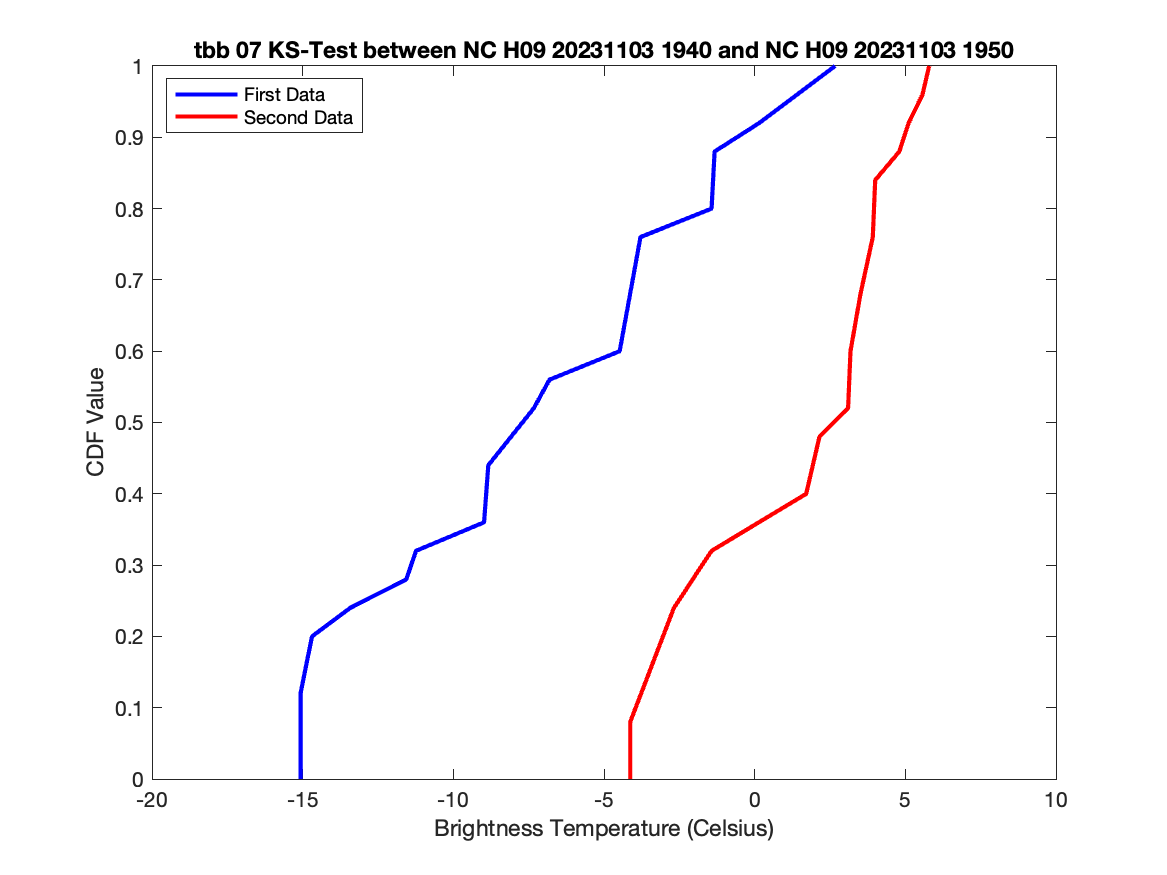 tbb 07 KS-Test between NC H09 20231103 1940 and NC H09 20231103 1950
First Data
Second Data
1
0.9
0.8
0.7
0.6
0.5
0.4
0.3
0.2
0.1
0
CDF Value
-20 -15 -10 -5 0 5 10
Brightness Temperature (Celsius)